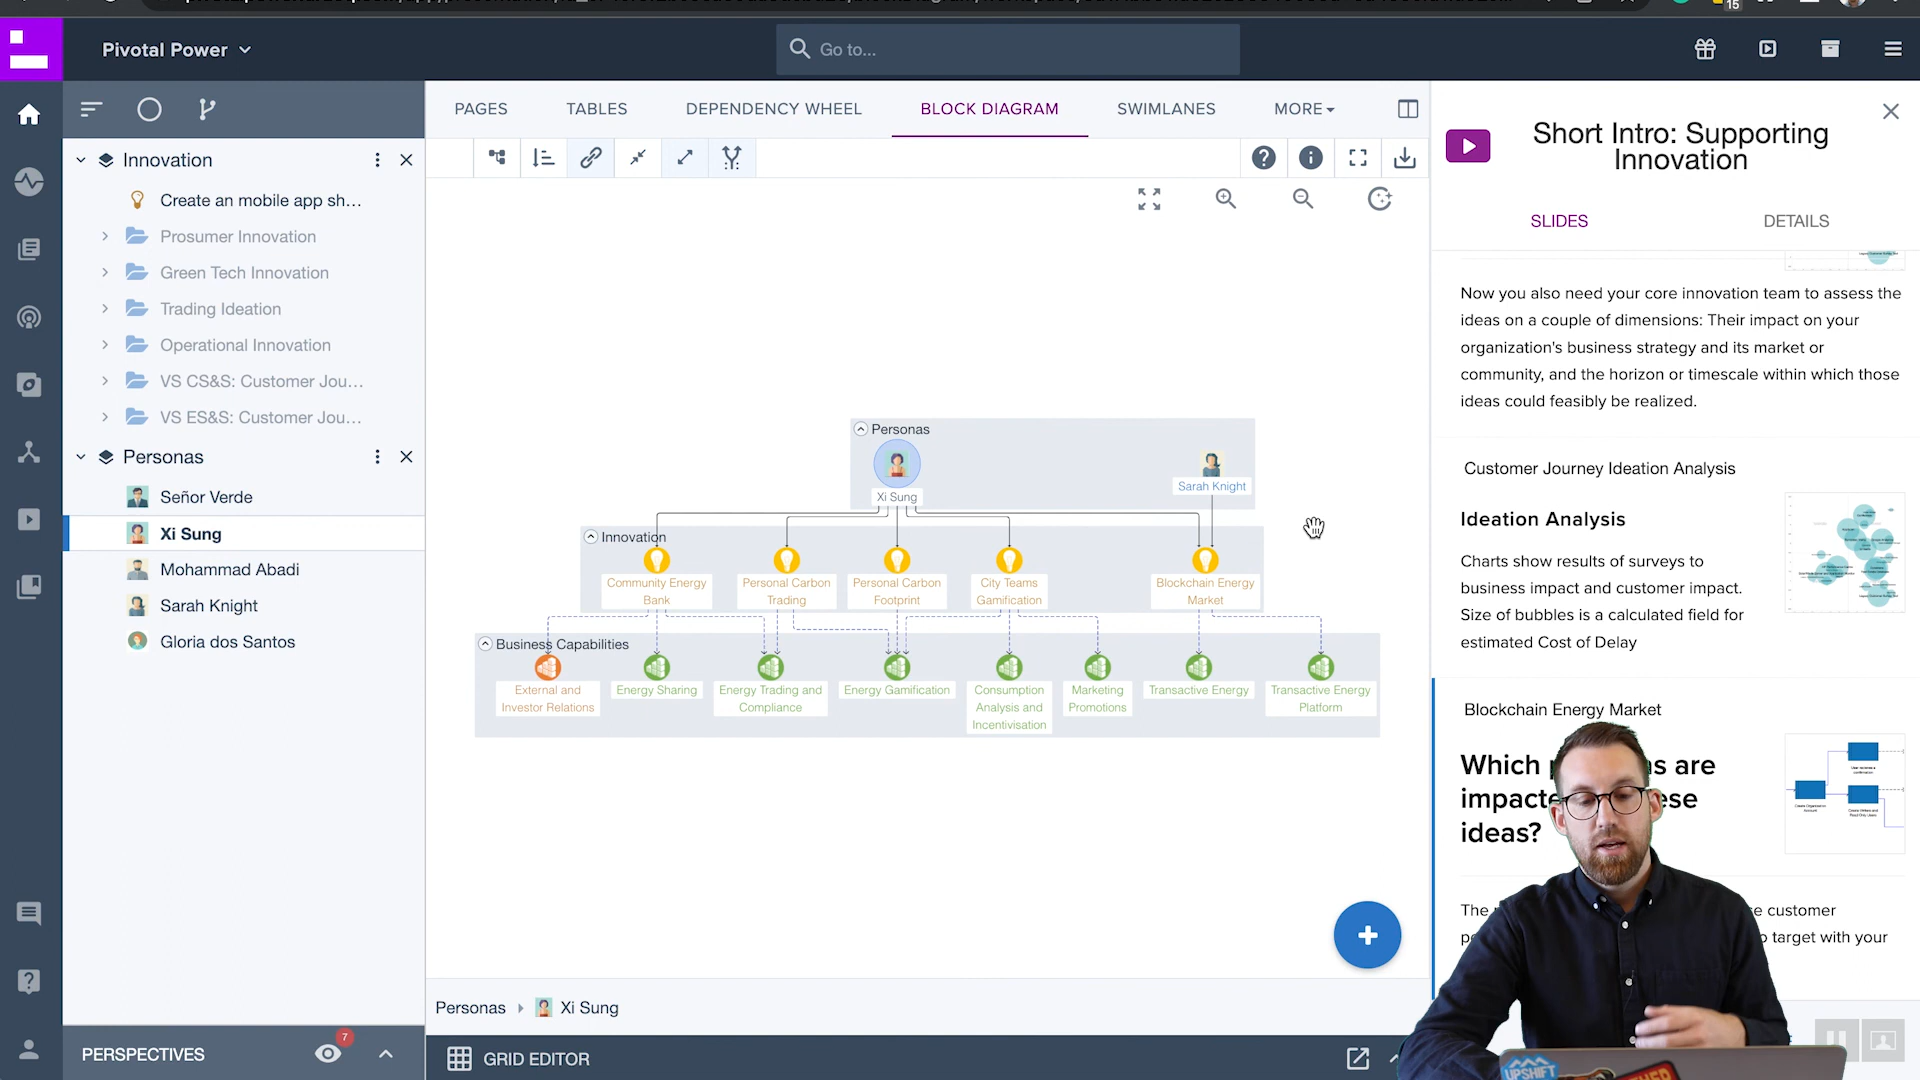 15
Pivotal Power
Go to...
PAGES
TABLES
DEPENDENCY WHEEL
BLOCK DIAGRAM
SWIMLANES
MORE
Innovation
Create an mobile app sh…
Prosumer Innovation
Green Tech Innovation
Trading Ideation
Operational Innovation
VS CS&S: Customer Jou…
VS ES&S: Customer Jou…
Personas
Señor Verde
Xi Sung
Mohammad Abadi
Sarah Knight
Gloria dos Santos
PERSPECTIVES
7
Personas
Xi Sung
Sarah Knight
Innovation
Community Energy
Bank
Personal Carbon
Trading
Personal Carbon
Footprint
City Teams
Gamification
Blockchain Energy
Market
Business Capabilities
External and
Investor Relations
Energy Sharing
Energy Trading and
Compliance
Energy Gamification
Consumption
Analysis and
Incentivisation
Marketing
Promotions
Transactive Energy
Transactive Energy
Platform
Personas
Xi Sung
GRID EDITOR
Short Intro: Supporting
Innovation
SLIDES
DETAILS
Now you also need your core innovation team to assess the
ideas on a couple of dimensions: Their impact on your
organization's business strategy and its market or
community, and the horizon or timescale within which those
ideas could feasibly be realized.
Customer Journey Ideation Analysis
Ideation Analysis
Charts show results of surveys to
business impact and customer impact.
Size of bubbles is a calculated field for
estimated Cost of Delay
Blockchain Energy Market
Which are
ideas?
The customer
target with your
UPSHIFT